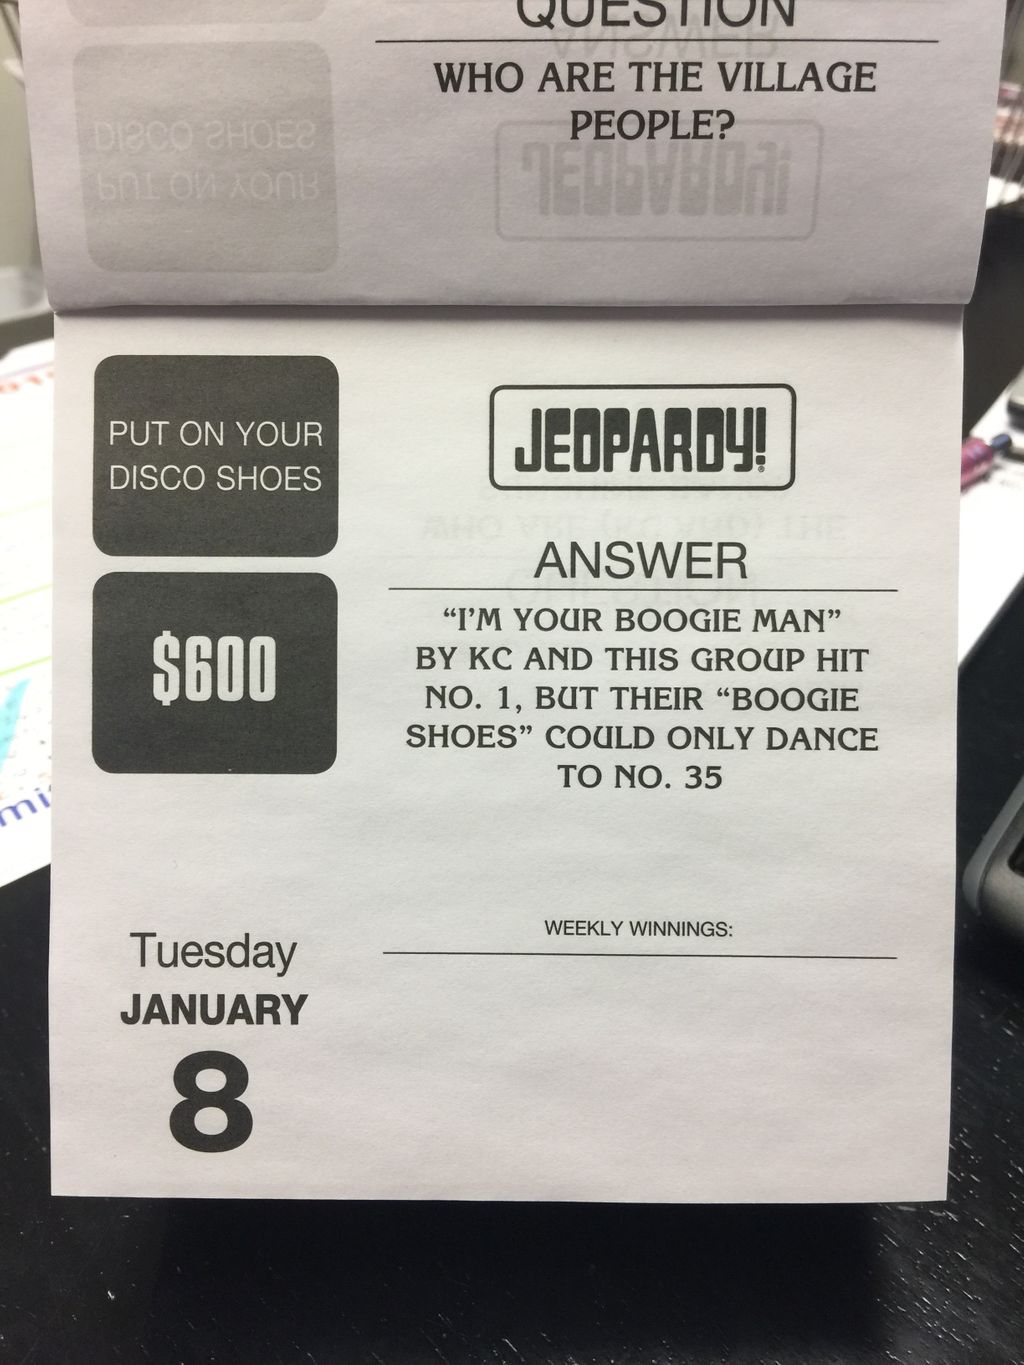 QUESTION
WHO ARE THE VILLAGE
PEOPLE?
PUT ON YOUR
DISCO SHOES
JEOPARDY!
ANSWER
$600
"I'M YOUR BOOGIE MAN"
BY KC AND THIS GROUP HIT
NO. 1, BUT THEIR "BOOGIE
SHOES" COULD ONLY DANCE
TO NO. 35
WEEKLY WINNINGS:
Tuesday
JANUARY
8